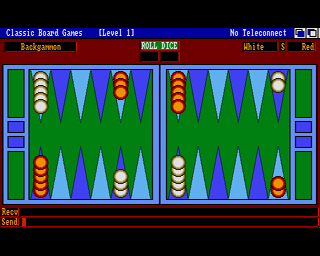 Classic Board Games [Level 1] No Teleconnect
Backgammon ROLL DICE White $ Red
Recv
Send